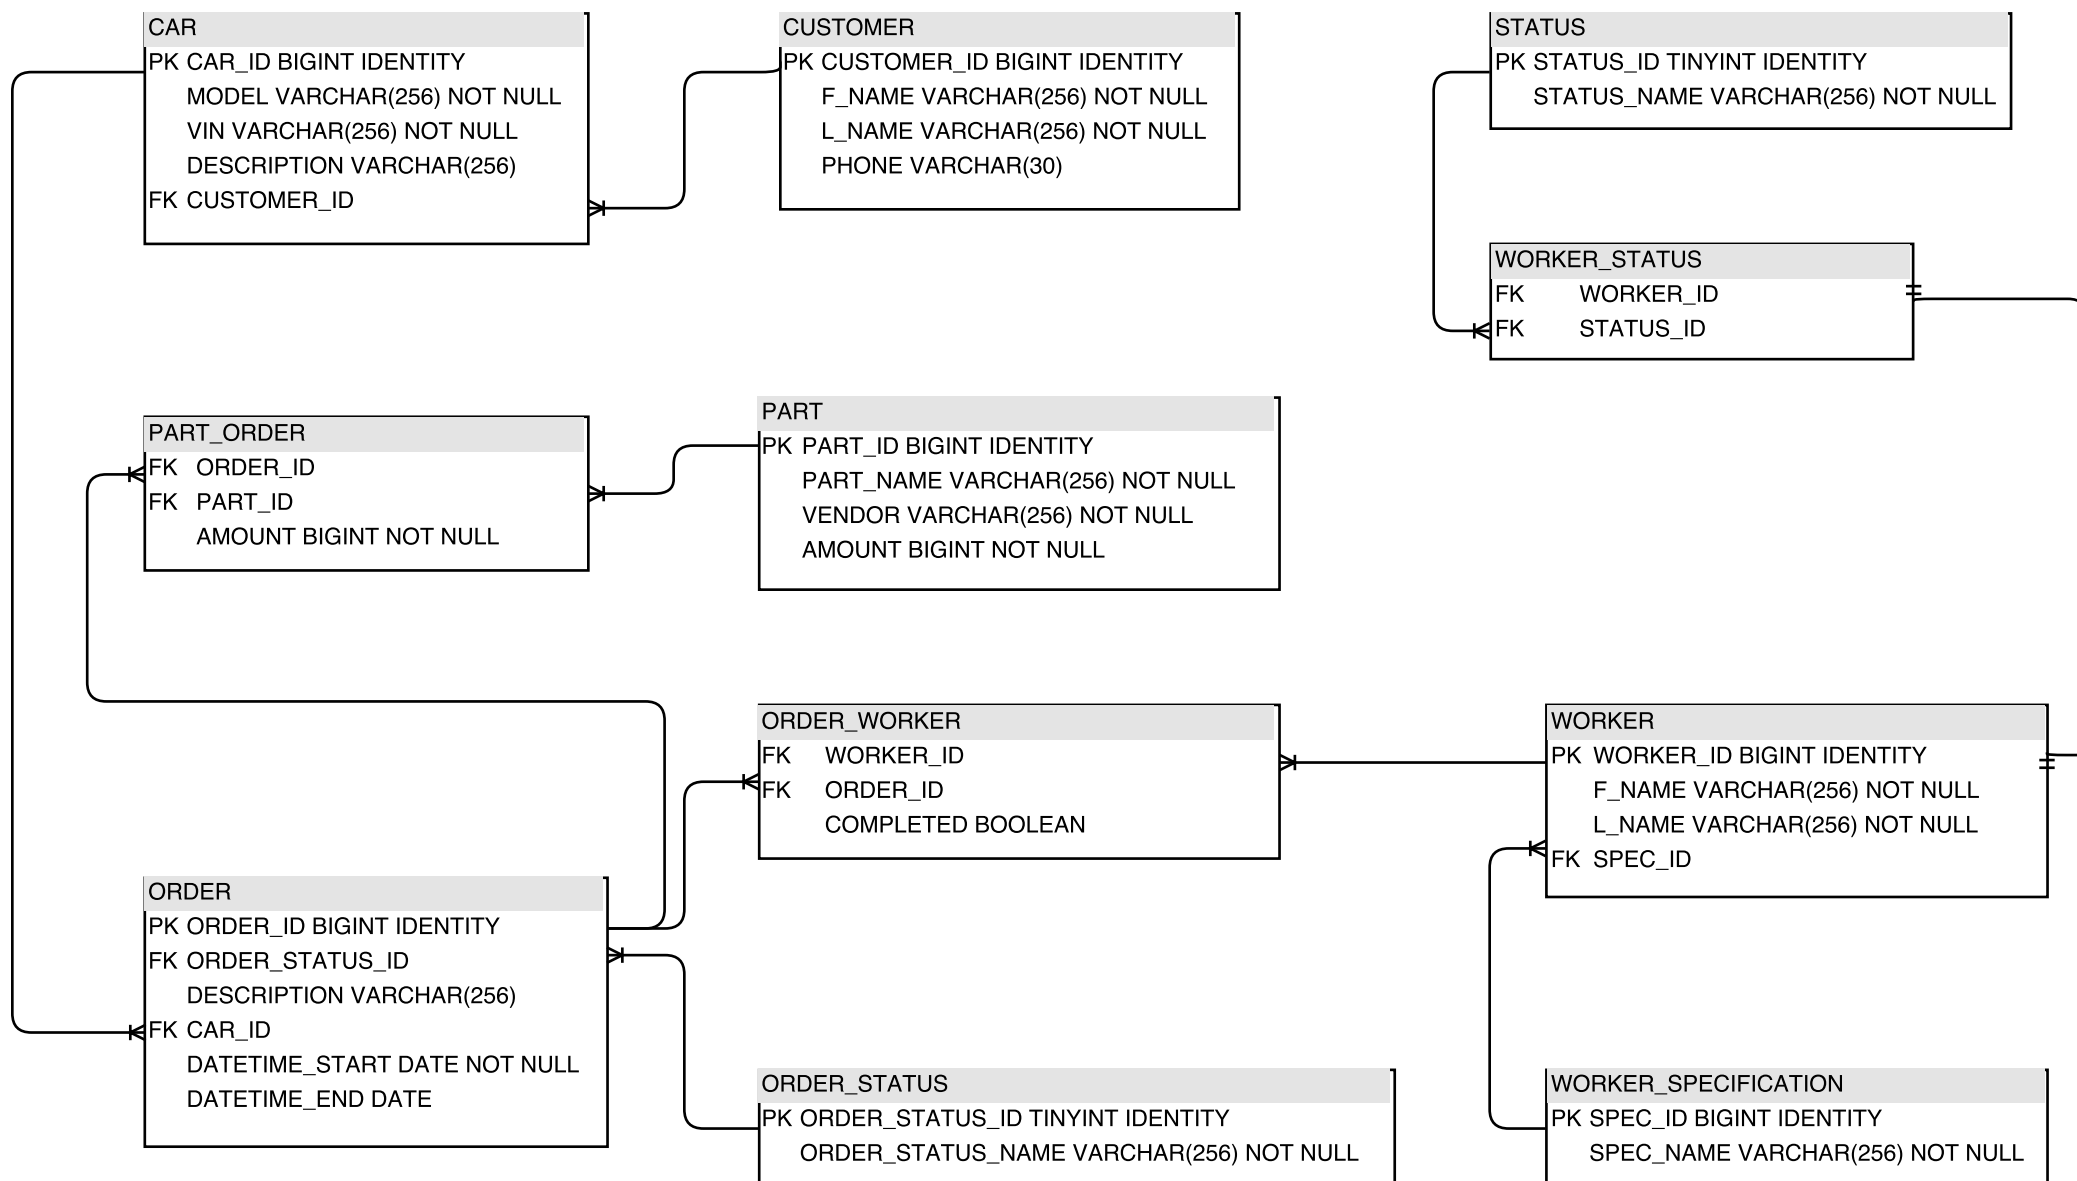 CAR
PK CAR_ID BIGINT IDENTITY
MODEL VARCHAR(256) NOT NULL
VIN VARCHAR(256) NOT NULL
DESCRIPTION VARCHAR(256)
FK CUSTOMER_ID
CUSTOMER
PK CUSTOMER_ID BIGINT IDENTITY
F_NAME VARCHAR(256) NOT NULL
L_NAME VARCHAR(256) NOT NULL
PHONE VARCHAR(30)
STATUS
PK STATUS_ID TINYINT IDENTITY
STATUS_NAME VARCHAR(256) NOT NULL
WORKER_STATUS
FK WORKER_ID
FK STATUS_ID
PART_ORDER
FK ORDER_ID
FK PART_ID
AMOUNT BIGINT NOT NULL
PART
PK PART_ID BIGINT IDENTITY
PART_NAME VARCHAR(256) NOT NULL
VENDOR VARCHAR(256) NOT NULL
AMOUNT BIGINT NOT NULL
ORDER_WORKER
FK WORKER_ID
FK ORDER_ID
COMPLETED BOOLEAN
WORKER
PK WORKER_ID BIGINT IDENTITY
F_NAME VARCHAR(256) NOT NULL
L_NAME VARCHAR(256) NOT NULL
FK SPEC_ID
ORDER
PK ORDER_ID BIGINT IDENTITY
FK ORDER_STATUS_ID
DESCRIPTION VARCHAR(256)
FK CAR_ID
DATETIME_START DATE NOT NULL
DATETIME_END DATE
ORDER_STATUS
PK ORDER_STATUS_ID TINYINT IDENTITY
ORDER_STATUS_NAME VARCHAR(256) NOT NULL
WORKER_SPECIFICATION
PK SPEC_ID BIGINT IDENTITY
SPEC_NAME VARCHAR(256) NOT NULL